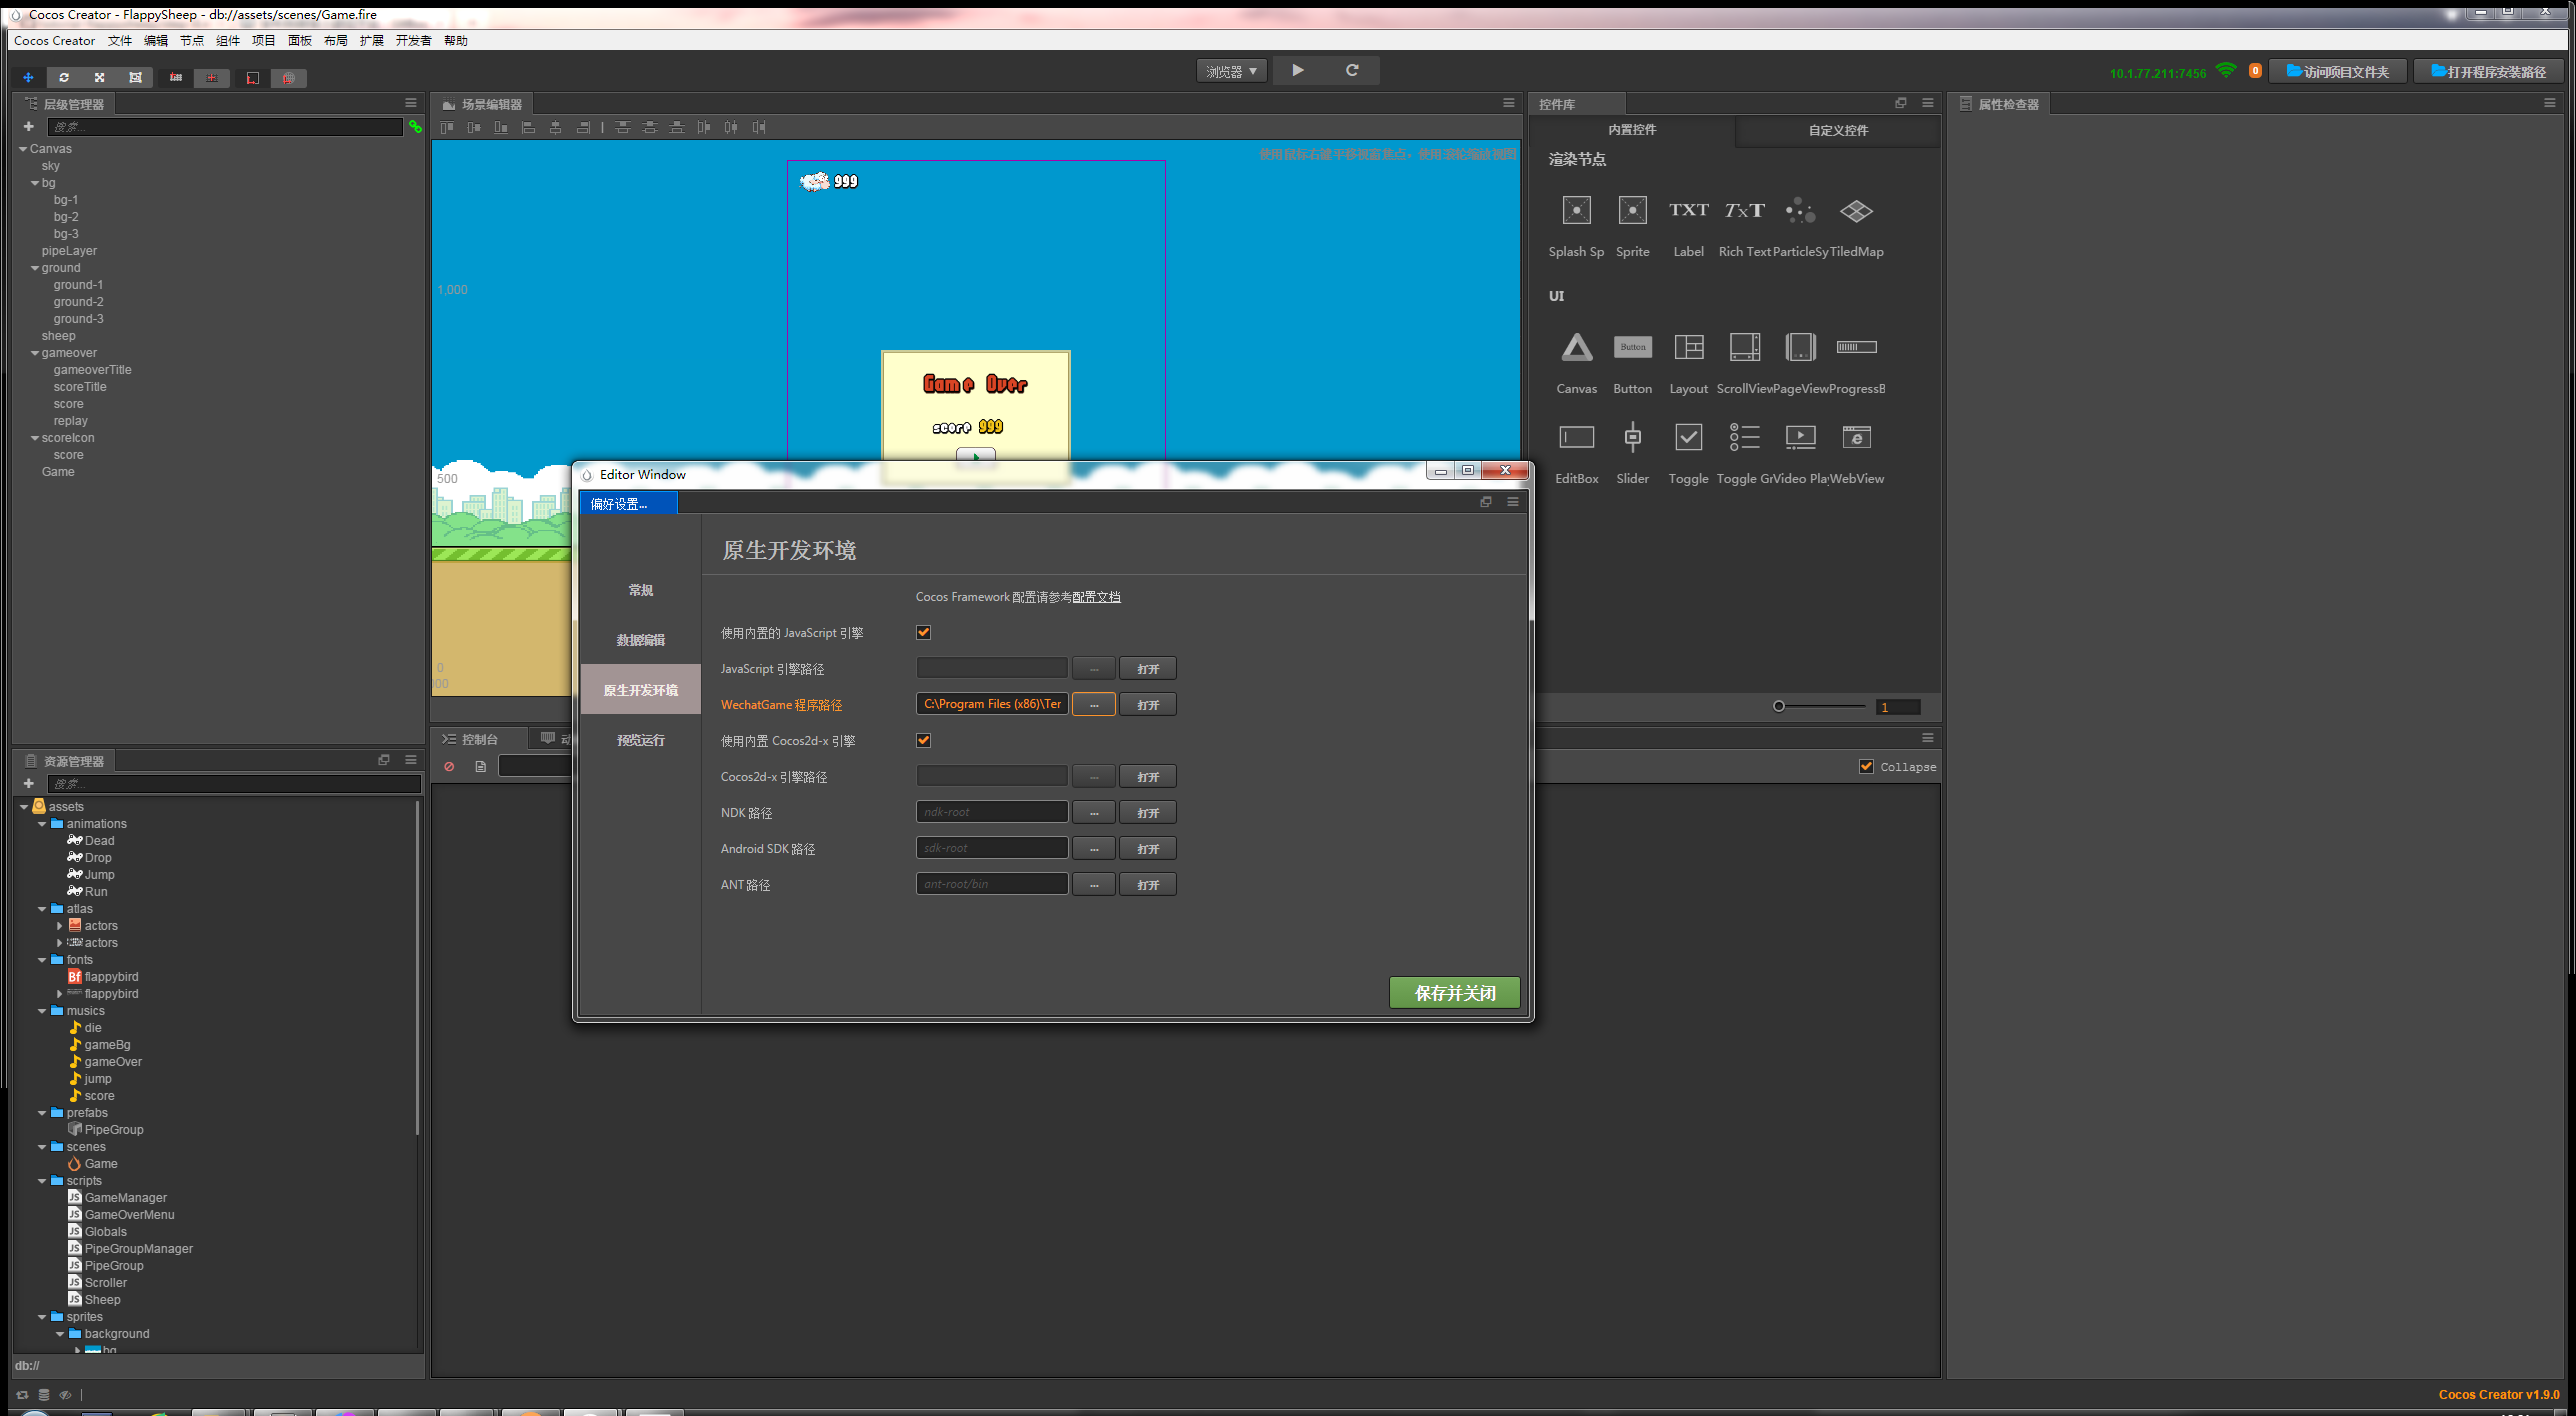 Cocos Creator - FlappySheep - db://assets/scenes/Game.fire
Cocos Creator 文件 编辑 节点 组件 项目 面板 布局 扩展 开发者 帮助
浏览器
10.1.77.211:7456
0
访问项目文件夹
打开程序安装路径
层级管理器
搜索...
Canvas
sky
bg
bg-1
bg-2
bg-3
pipeLayer
ground
ground-1
ground-2
ground-3
sheep
gameover
gameoverTitle
scoreTitle
score
replay
scoreIcon
score
Game
场景编辑器
使用鼠标右键平移视窗焦点，使用滚轮缩放视图
999
1,000
Game Over
score 999
500
0
控件库
内置控件
自定义控件
渲染节点
Splash Sp
Sprite
Label
Rich Text
ParticleSy
TiledMap
UI
Button
Canvas
Button
Layout
ScrollView
PageView
ProgressB
EditBox
Slider
Toggle
Toggle Gr
Video Pla
WebView
1
属性检查器
Editor Window
偏好设置...
常规
数据编辑
原生开发环境
预览运行
原生开发环境
Cocos Framework 配置请参考配置文档
使用内置的 JavaScript 引擎
JavaScript 引擎路径 ... 打开
WechatGame 程序路径 C:\Program Files (x86)\Ter ... 打开
使用内置 Cocos2d-x 引擎
Cocos2d-x 引擎路径 ... 打开
NDK 路径 ndk-root ... 打开
Android SDK 路径 sdk-root ... 打开
ANT 路径 ant-root/bin ... 打开
保存并关闭
控制台
动
Collapse
资源管理器
搜索...
assets
animations
Dead
Drop
Jump
Run
atlas
actors
actors
fonts
Bf flappybird
flappybird
musics
die
gameBg
gameOver
jump
score
prefabs
PipeGroup
scenes
Game
scripts
JS GameManager
JS GameOverMenu
JS Globals
JS PipeGroupManager
JS PipeGroup
JS Scroller
JS Sheep
sprites
background
bg
db://
Cocos Creator v1.9.0